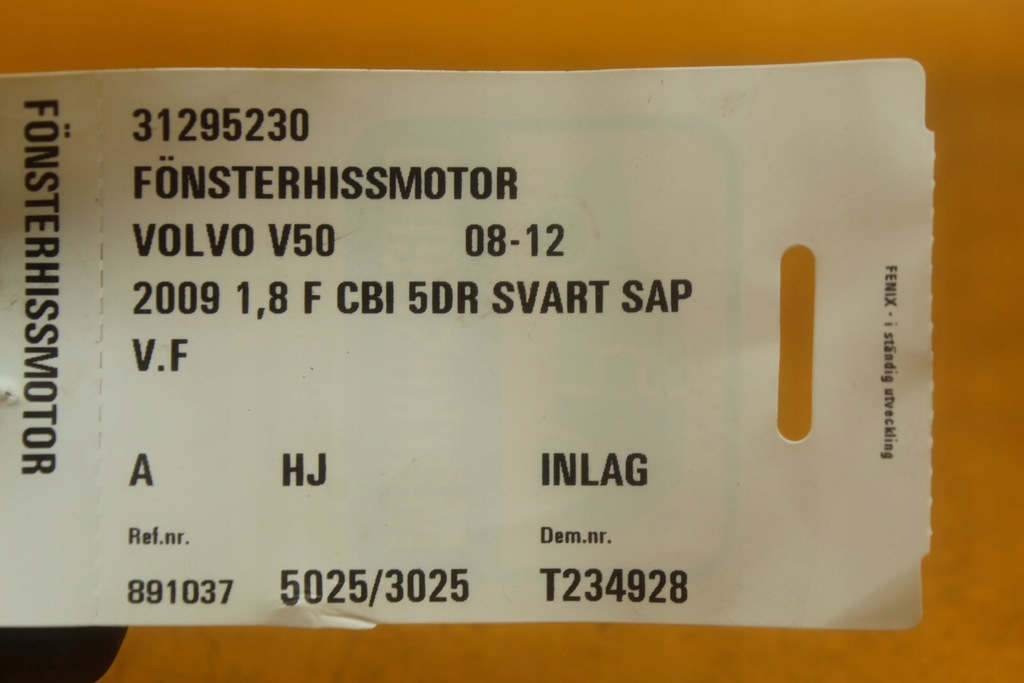 FÖNSTERHISSMOTOR
31295230
FÖNSTERHISSMOTOR
VOLVO V50 08-12
2009 1,8 F CBI 5DR SVART SAP
V.F
A HJ INLAG
Ref.nr. Dem.nr.
891037 5025/3025 T234928
FENIX - i ständig utveckling